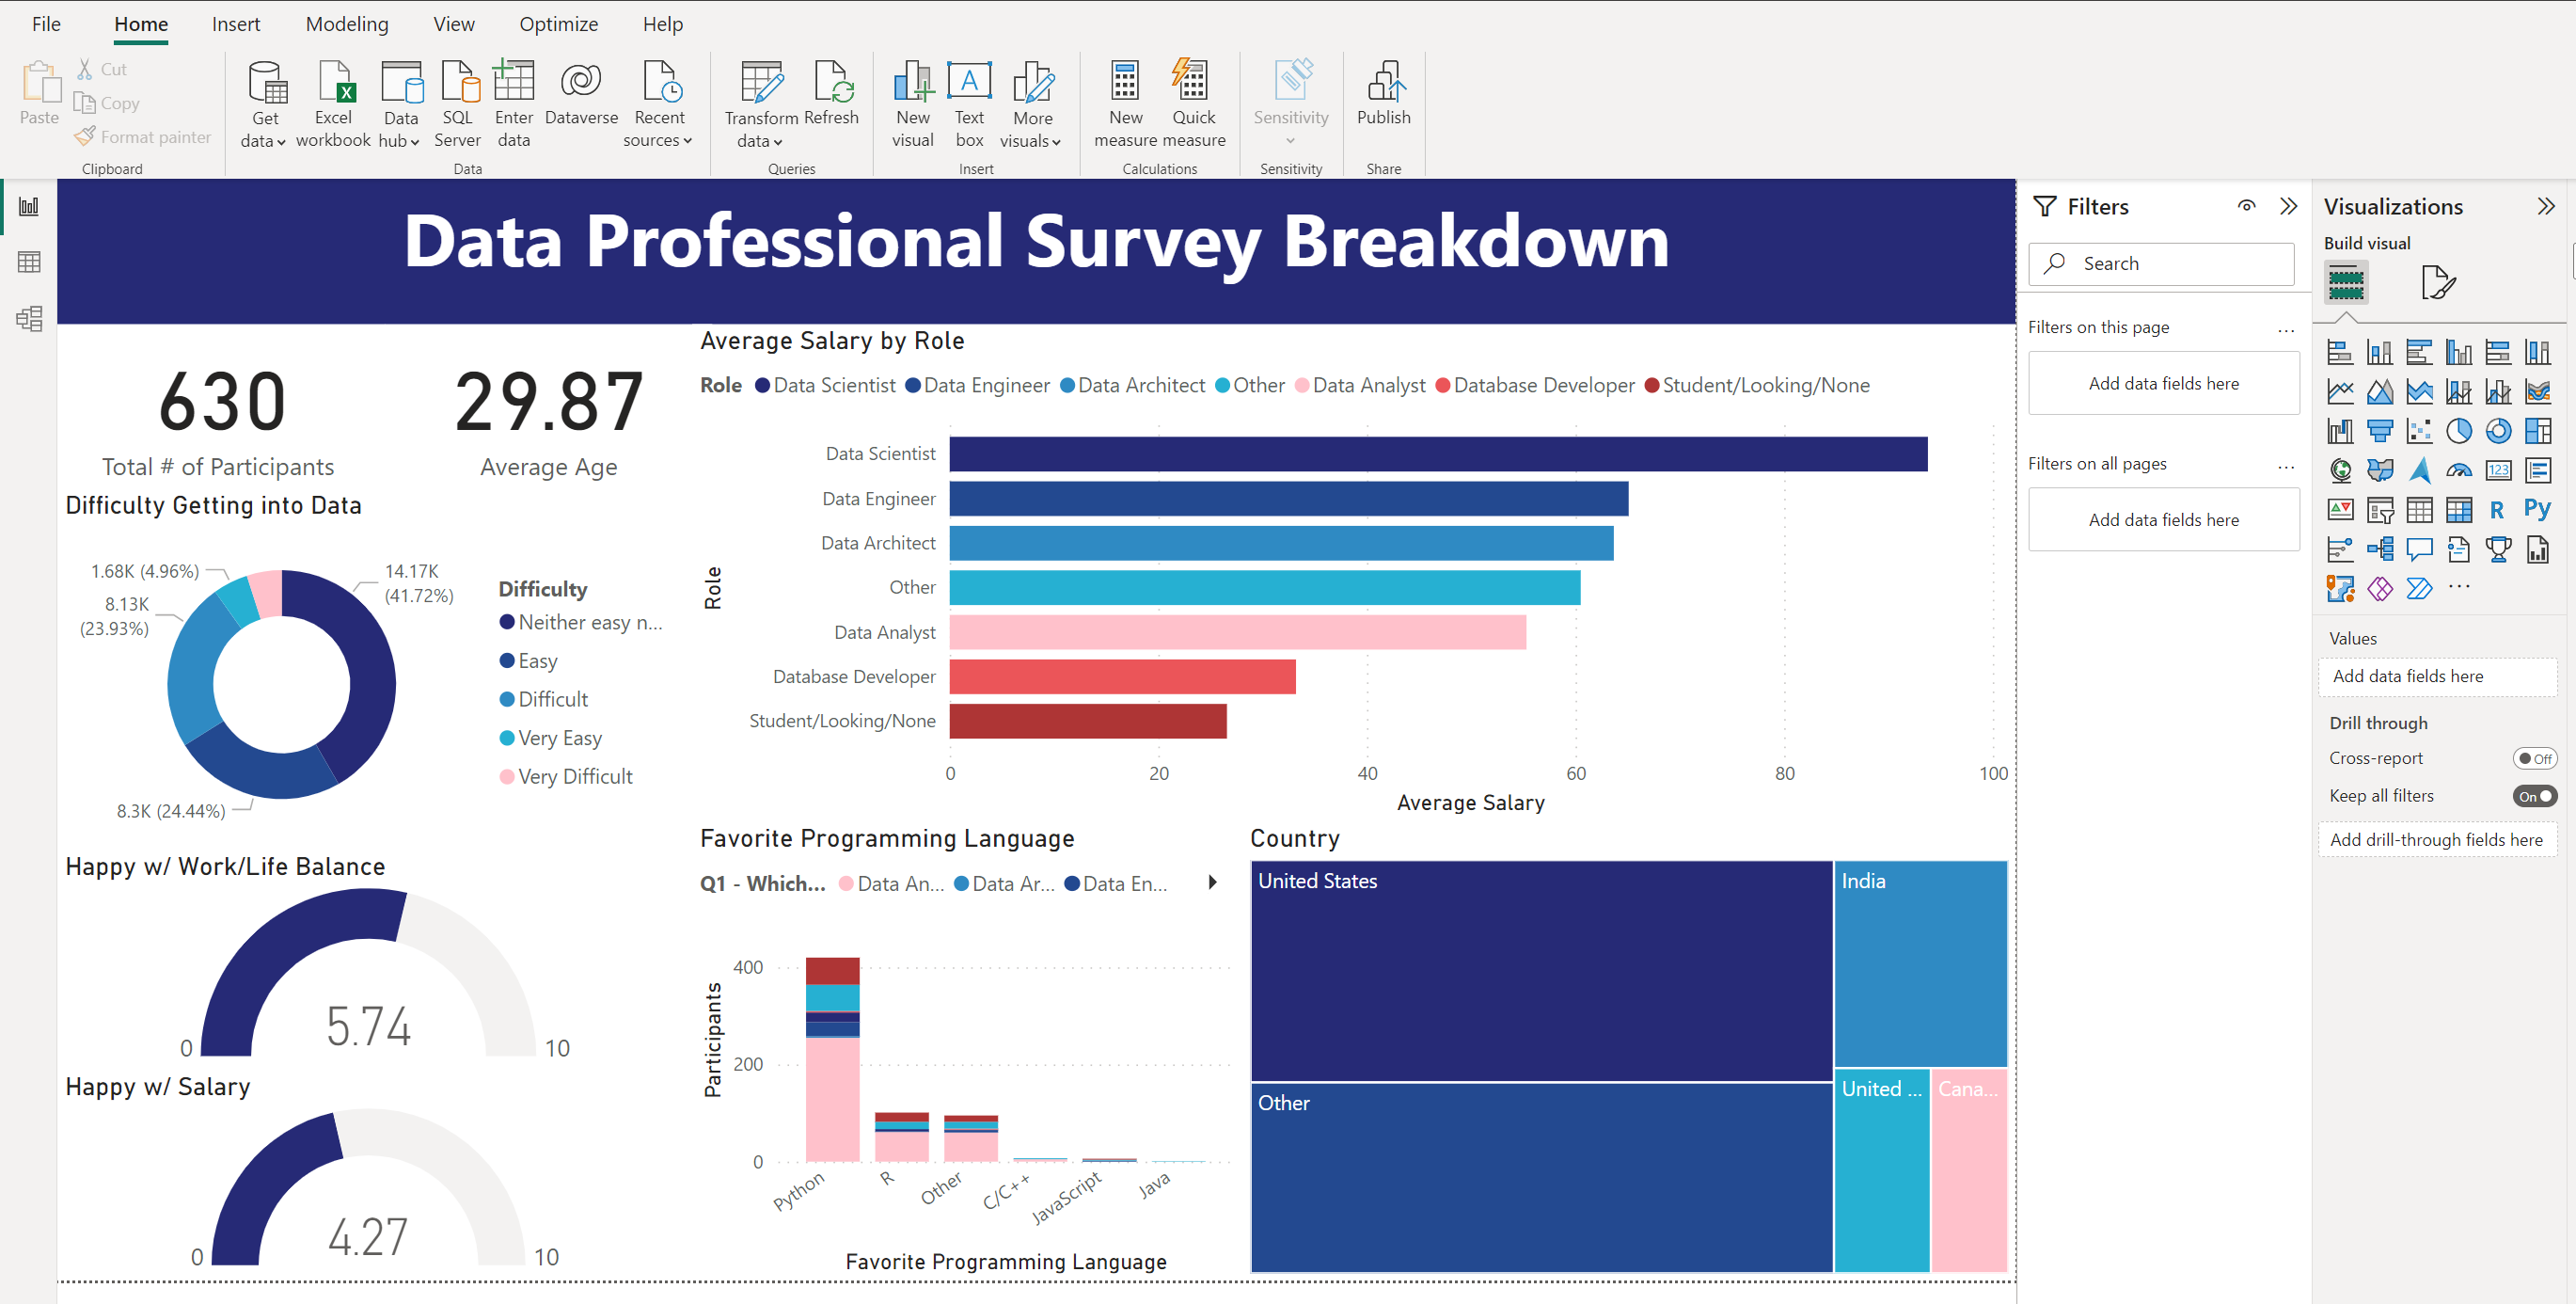 File Home Insert Modeling View Optimize Help
Paste
Cut
Copy
Format painter
Clipboard
Get data
Excel workbook
Data hub
SQL Server
Enter data
Dataverse
Recent sources
Data
Transform data
Refresh
Queries
New visual
Text box
More visuals
Insert
New measure
Quick measure
Calculations
Sensitivity
Sensitivity
Publish
Share
Data Professional Survey Breakdown
630
Total # of Participants
29.87
Average Age
Difficulty Getting into Data
1.68K (4.96%)
8.13K
(23.93%)
14.17K
(41.72%)
8.3K (24.44%)
Difficulty
Neither easy n...
Easy
Difficult
Very Easy
Very Difficult
Happy w/ Work/Life Balance
5.74
0
10
Happy w/ Salary
4.27
0
10
Average Salary by Role
Role Data Scientist Data Engineer Data Architect Other Data Analyst Database Developer Student/Looking/None
Role
Data Scientist
Data Engineer
Data Architect
Other
Data Analyst
Database Developer
Student/Looking/None
0 20 40 60 80 100
Average Salary
Favorite Programming Language
Q1 - Which... Data An... Data Ar... Data En...
Participants
400
200
0
Python R Other C/C++ JavaScript Java
Favorite Programming Language
Country
United States
India
Other
United ...
Cana...
Filters
Search
Filters on this page ...
Add data fields here
Filters on all pages ...
Add data fields here
Visualizations
Build visual
123
R Py
...
Values
Add data fields here
Drill through
Cross-report Off
Keep all filters On
Add drill-through fields here